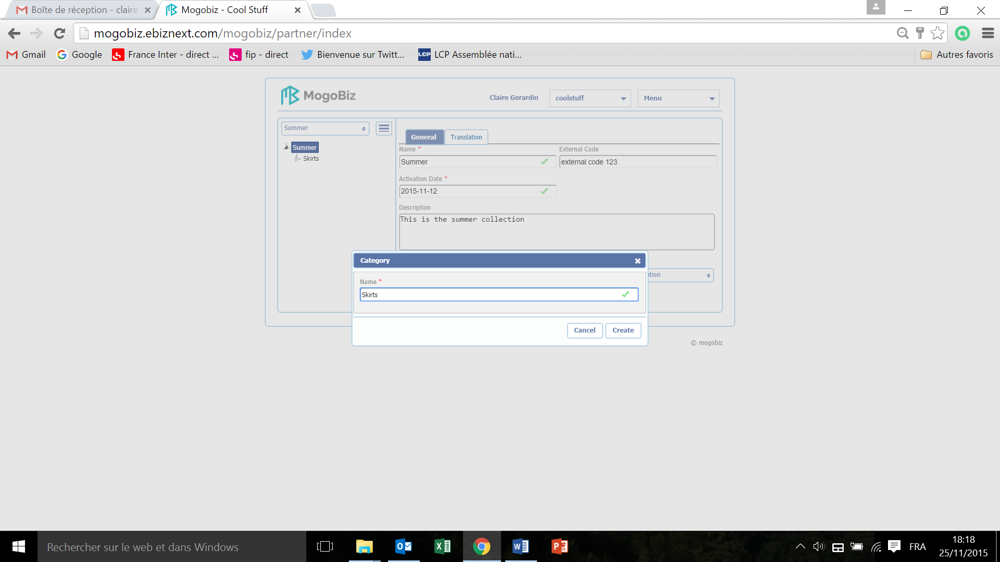 Boîte de réception - claire
Mogobiz - Cool Stuff
mogobiz.ebiznext.com/mogobiz/partner/index
Gmail
Google
France Inter - direct ...
fip - direct
Bienvenue sur Twitt...
LCP
LCP Assemblée nati...
Autres favoris
MogoBiz
Claire Gerardin
coolstuff
Menu
Summer
Summer
Skirts
General
Translation
Name *
External Code
Summer
external code 123
Activation Date *
2015-11-12
Description
This is the summer collection
Category
Name *
Skirts
Cancel
Create
© mogobiz
Rechercher sur le web et dans Windows
FRA
18:18
25/11/2015